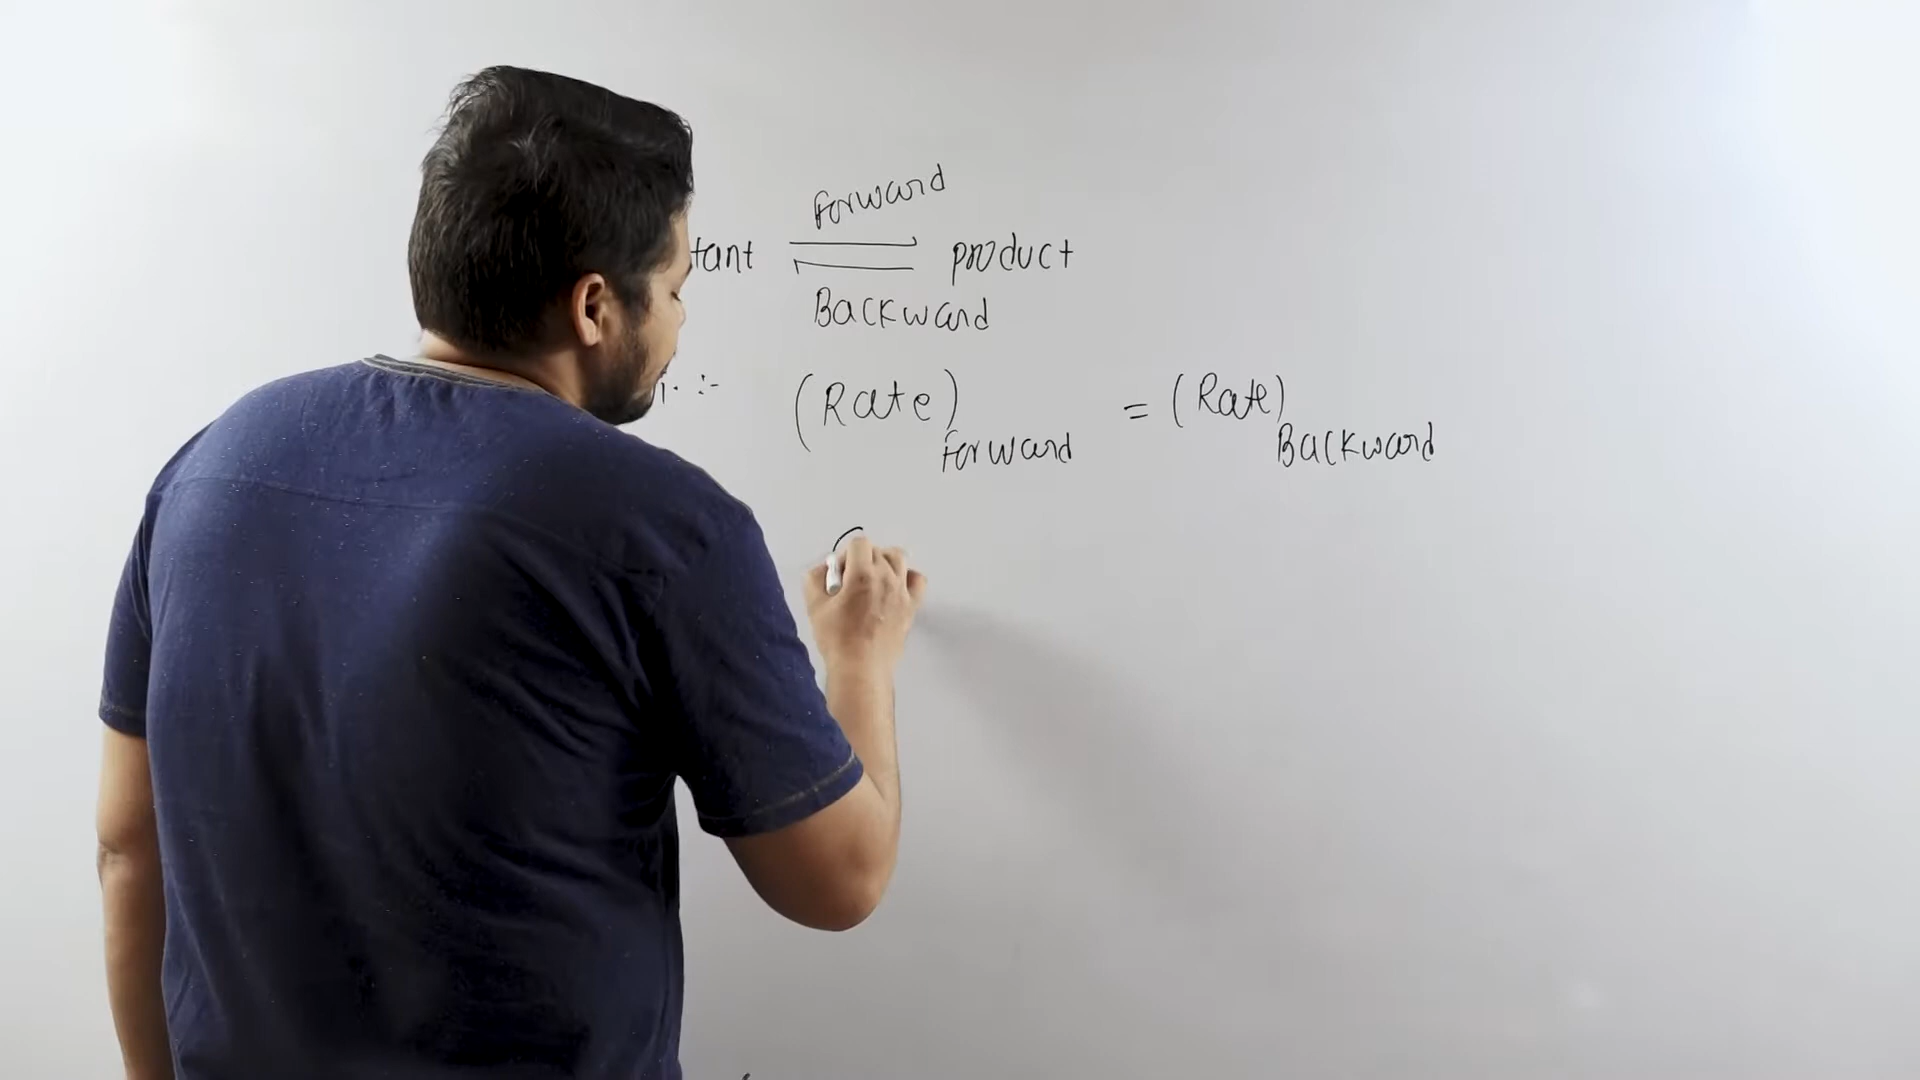 Forward
tant ⇌ product
Backward
(Rate)Forward = (Rate)Backward